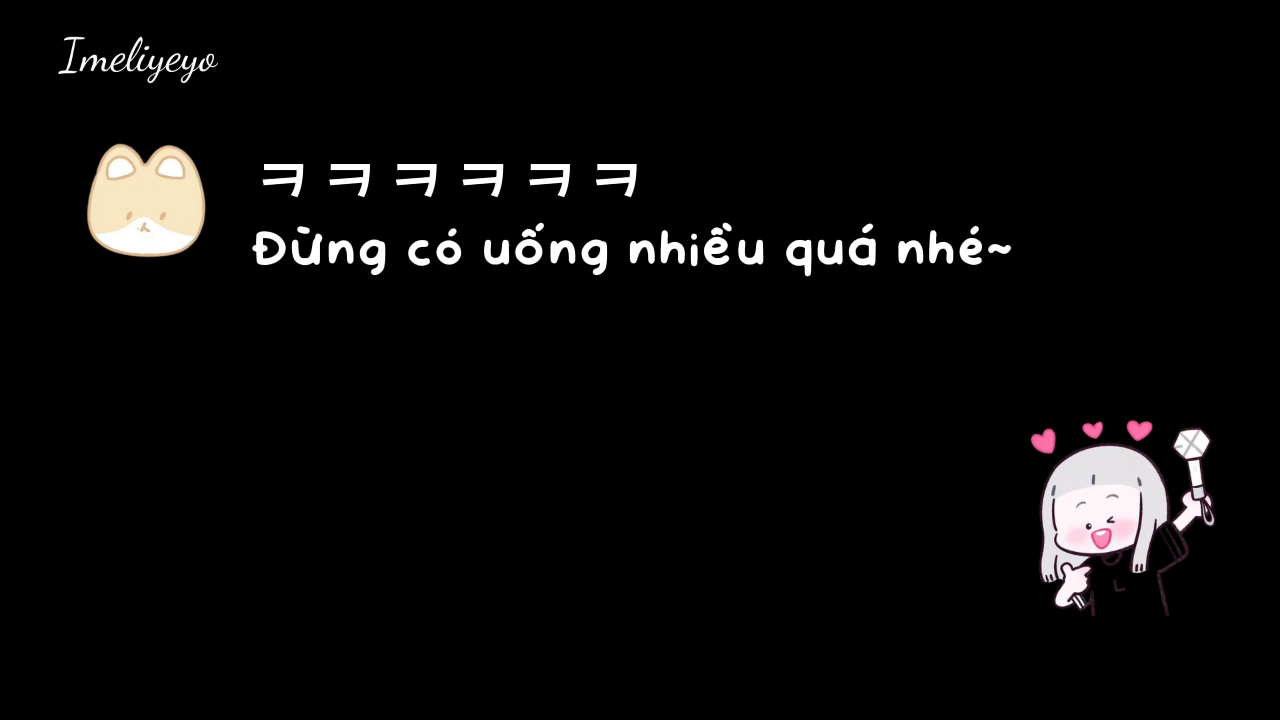 Imeliyeyo
ㅋㅋㅋㅋㅋㅋ
Đừng có uống nhiều quá nhé~